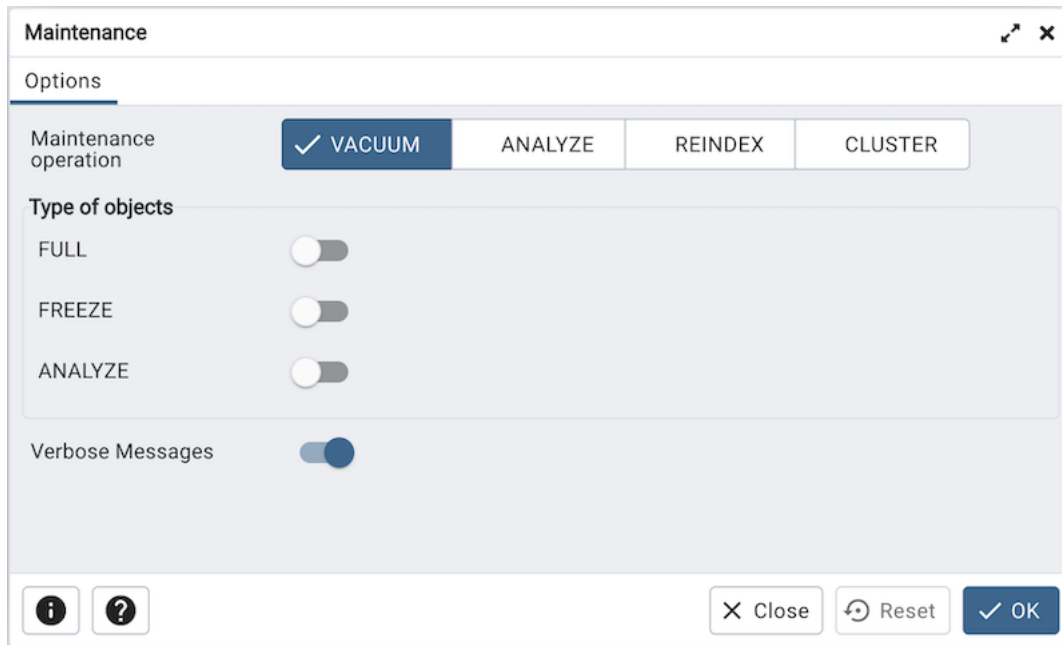 Maintenance
Options
Maintenance
operation
VACUUM ANALYZE REINDEX CLUSTER
Type of objects
FULL
FREEZE
ANALYZE
Verbose Messages
Close Reset OK